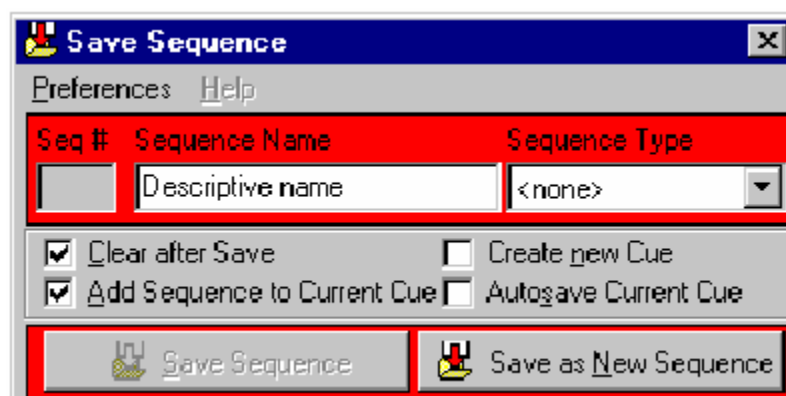 Save Sequence
Preferences Help
Seq # Sequence Name Sequence Type
Descriptive name <none>
Clear after Save Create new Cue
Add Sequence to Current Cue Autosave Current Cue
Save Sequence Save as New Sequence